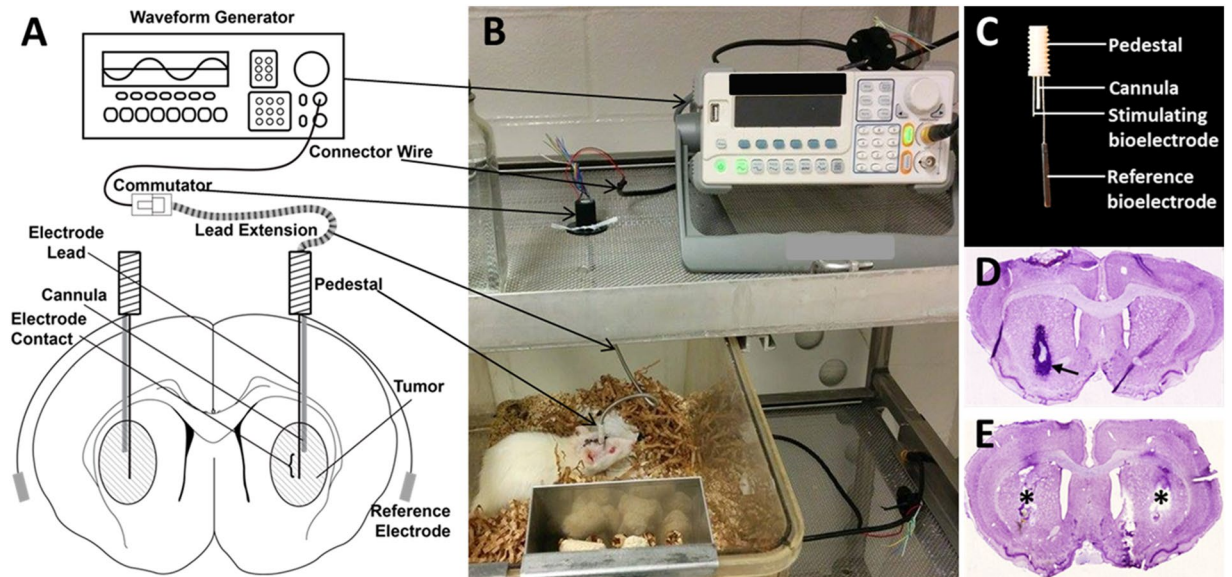 A
Waveform Generator
Connector Wire
Commutator
Lead Extension
Electrode
Lead
Cannula
Electrode
Contact
Pedestal
Tumor
Reference
Electrode
B
C
Pedestal
Cannula
Stimulating
bioelectrode
Reference
bioelectrode
D
E
*
*